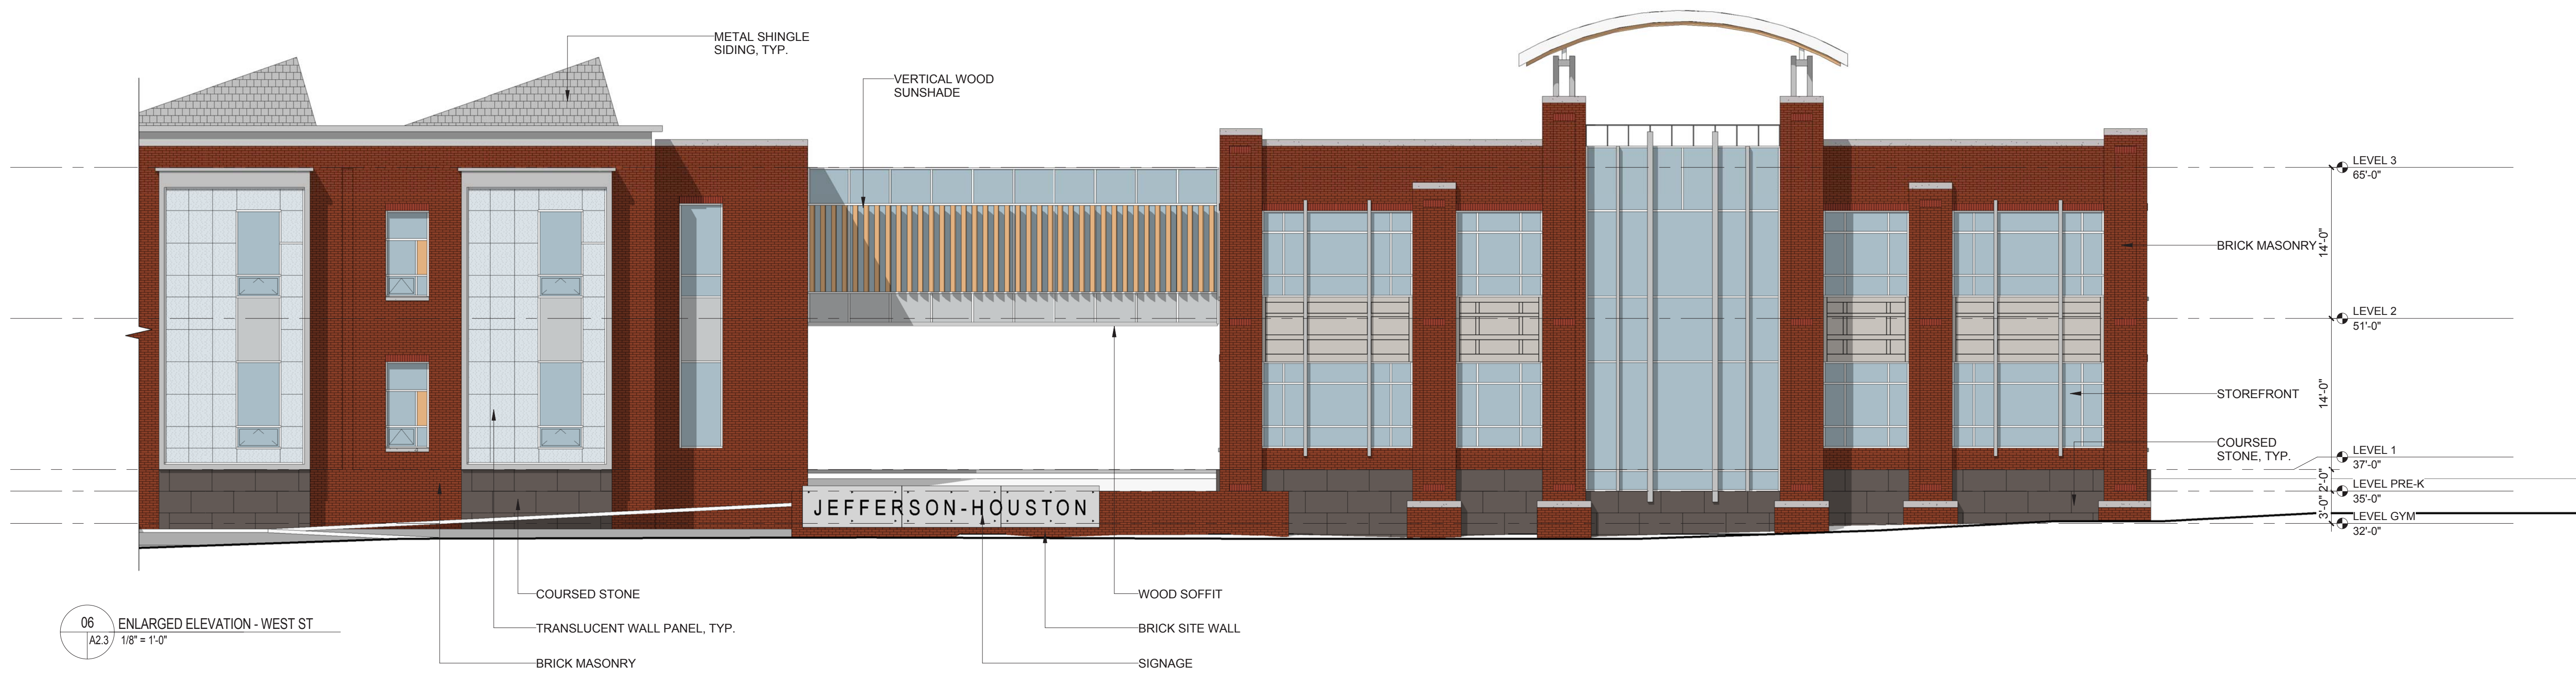 METAL SHINGLE
SIDING, TYP.
VERTICAL WOOD
SUNSHADE
LEVEL 3
65'-0"
14'-0"
BRICK MASONRY
LEVEL 2
51'-0"
14'-0"
STOREFRONT
COURSED
STONE, TYP.
LEVEL 1
37'-0"
2'-0"
LEVEL PRE-K
35'-0"
3'-0"
LEVEL GYM
32'-0"
JEFFERSON-HOUSTON
COURSED STONE
WOOD SOFFIT
TRANSLUCENT WALL PANEL, TYP.
BRICK SITE WALL
BRICK MASONRY
SIGNAGE
06
A2.3
ENLARGED ELEVATION - WEST ST
1/8" = 1'-0"